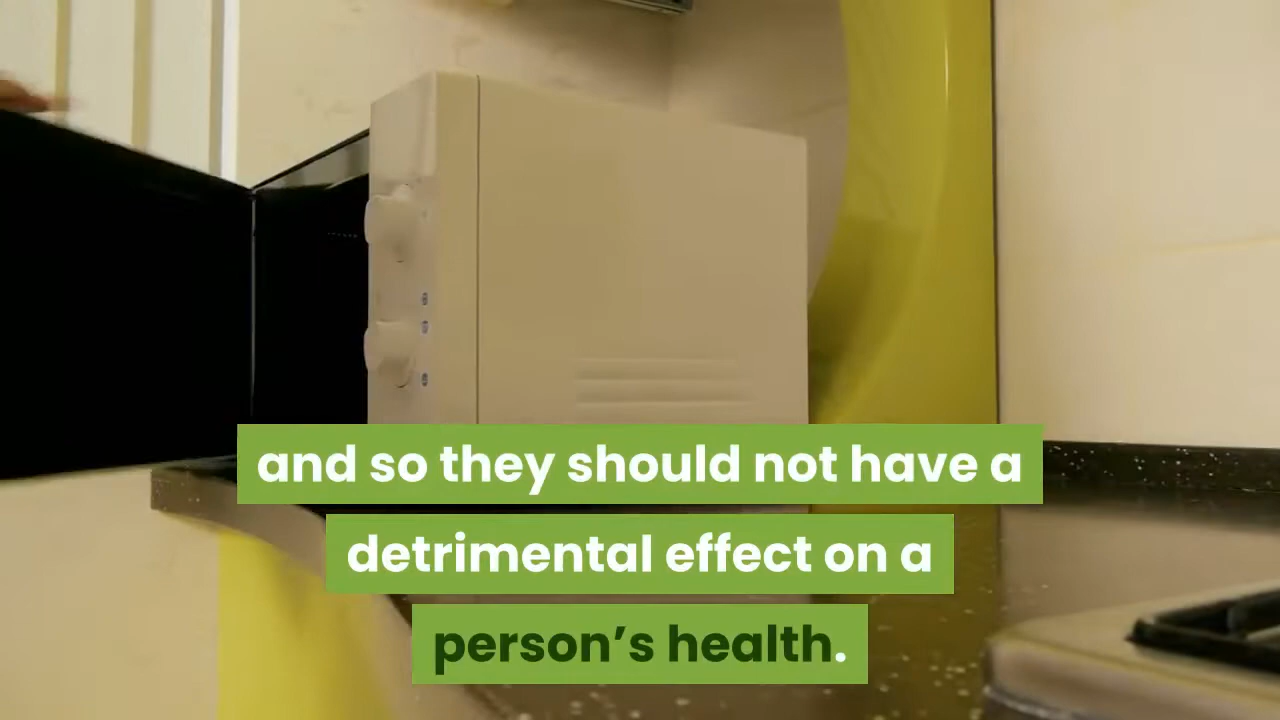 and so they should not have a
detrimental effect on a
person’s health.